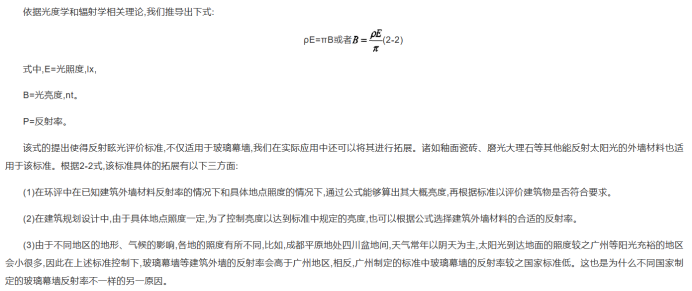 依据光度学和辐射学相关理论,我们推导出下式:
ρE=πB或者B=ρE/π(2-2)
式中,E=光照度,lx,
B=光亮度,nt。
P=反射率。
该式的提出使得反射眩光评价标准,不仅适用于玻璃幕墙,我们在实际应用中还可以将其进行拓展。诸如釉面瓷砖、磨光大理石等其他能反射太阳光的外墙材料也适
用于该标准。根据2-2式,该标准具体的拓展有以下三方面:
(1)在环评中在已知建筑外墙材料反射率的情况下和具体地点照度的情况下,通过公式能够算出其大概亮度,再根据标准以评价建筑物是否符合要求。
(2)在建筑规划设计中,由于具体地点照度一定,为了控制亮度以达到标准中规定的亮度,也可以根据公式选择建筑外墙材料的合适的反射率。
(3)由于不同地区的地形、气候的影响,各地的照度有所不同,比如,成都平原地处四川盆地间,天气常年以阴天为主,太阳光到达地面的照度较之广州等阳光充裕的地区
会小很多,因此在上述标准控制下,玻璃幕墙等建筑外墙的反射率会高于广州地区,相反,广州制定的标准中玻璃幕墙的反射率较之国家标准低。这也是为什么不同国家制
定的玻璃幕墙反射率不一样的另一原因。